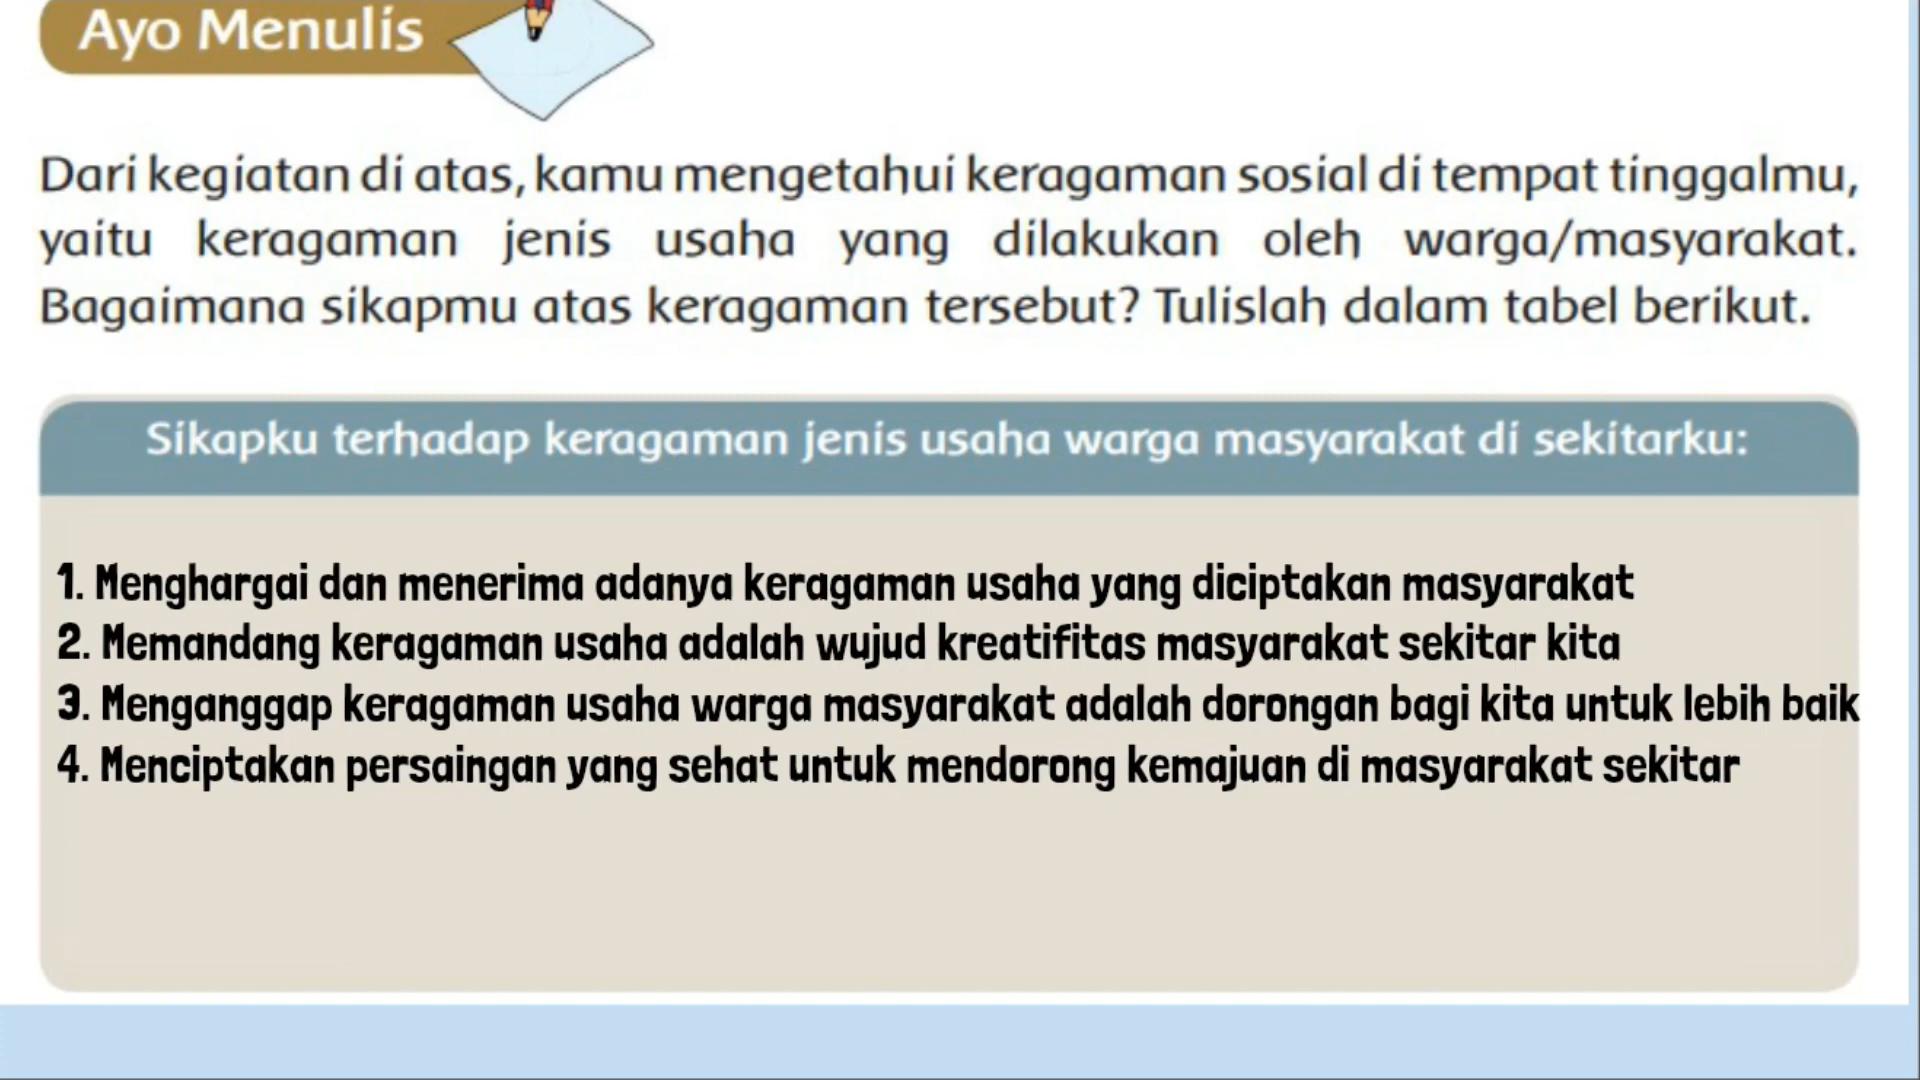 Ayo Menulis
Dari kegiatan di atas, kamu mengetahui keragaman sosial di tempat tinggalmu,
yaitu keragaman jenis usaha yang dilakukan oleh warga/masyarakat.
Bagaimana sikapmu atas keragaman tersebut? Tulislah dalam tabel berikut.
Sikapku terhadap keragaman jenis usaha warga masyarakat di sekitarku:
1. Menghargai dan menerima adanya keragaman usaha yang diciptakan masyarakat
2. Memandang keragaman usaha adalah wujud kreatifitas masyarakat sekitar kita
3. Menganggap keragaman usaha warga masyarakat adalah dorongan bagi kita untuk lebih baik
4. Menciptakan persaingan yang sehat untuk mendorong kemajuan di masyarakat sekitar